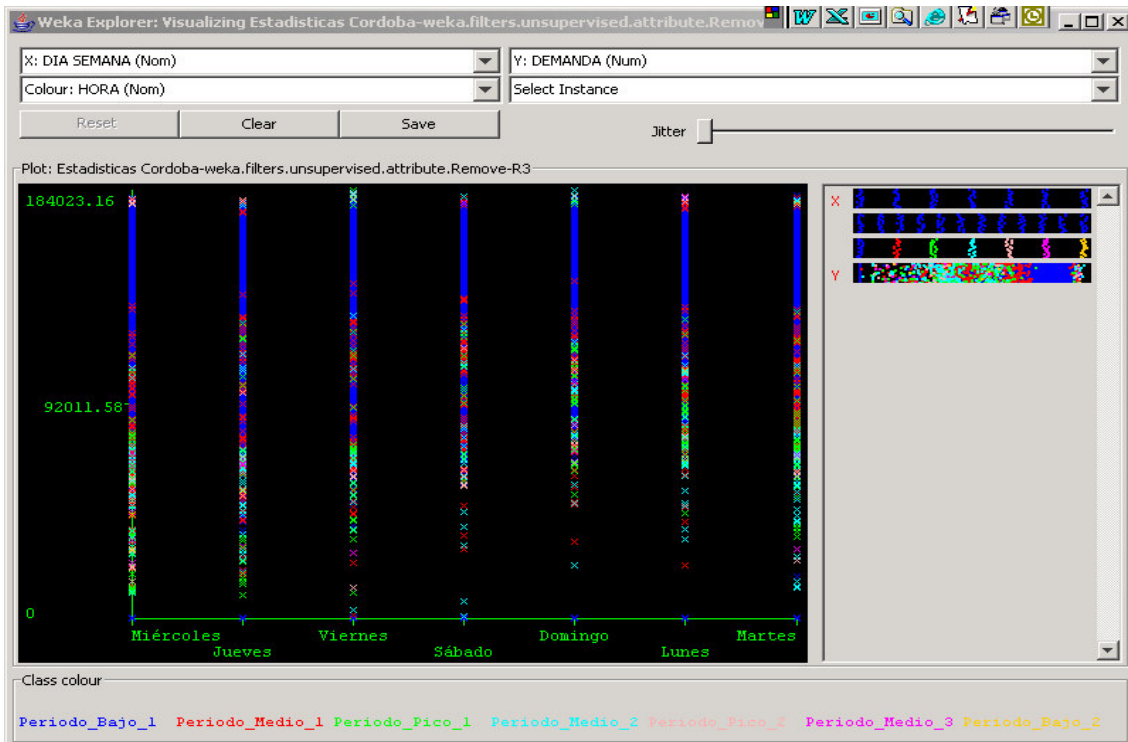 Weka Explorer: Visualizing Estadisticas Cordoba-weka.filters.unsupervised.attribute.Remov
X: DIA SEMANA (Nom)
Y: DEMANDA (Num)
Colour: HORA (Nom)
Select Instance
Reset
Clear
Save
Jitter
Plot: Estadisticas Cordoba-weka.filters.unsupervised.attribute.Remove-R3
184023.16
92011.58
0
Miércoles
Jueves
Viernes
Sábado
Domingo
Lunes
Martes
X
Y
Class colour
Periodo_Bajo_1 Periodo_Medio_1 Periodo_Pico_1 Periodo_Medio_2 Periodo_Pico_2 Periodo_Medio_3 Periodo_Bajo_2